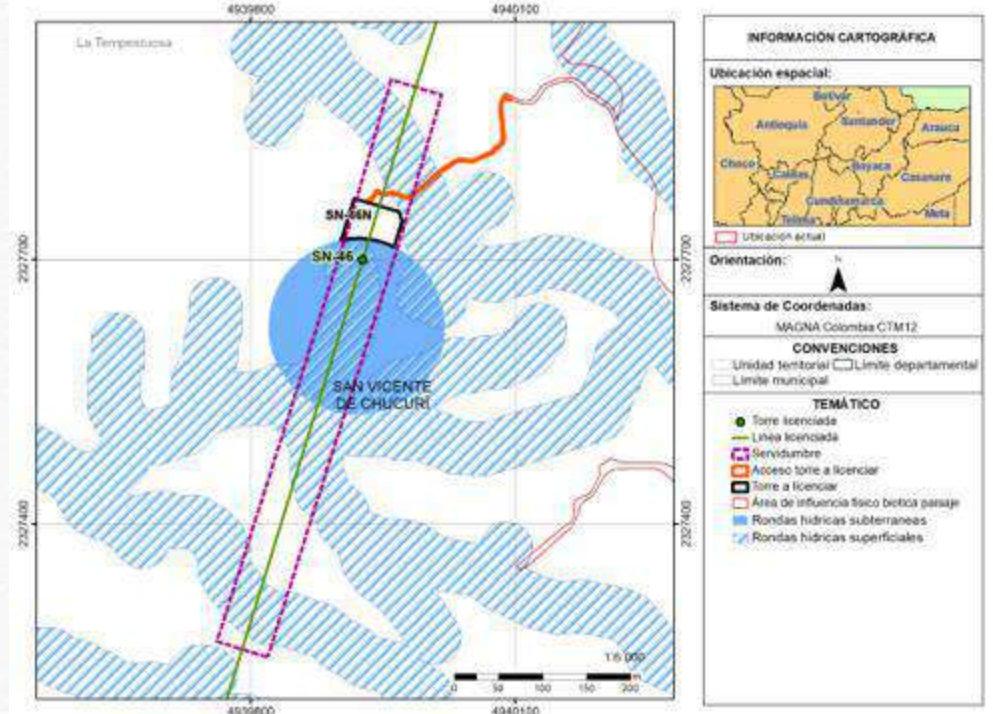 4939800
4940100
La Tempestuosa
SN-46N
SN-46
2327700
2327700
SAN VICENTE
DE CHUCURÍ
2327400
2327400
1:6 000
0 50 100 150 200
m
4939800
4940100
INFORMACIÓN CARTOGRÁFICA
Ubicación espacial:
Bolívar
Antioquia
Santander
Arauca
Choco
Caldas
Boyaca
Casanare
Cundinamarca
Tolima
Meta
Ubicación actual
Orientación:
N
Sistema de Coordenadas:
MAGNA Colombia CTM12
CONVENCIONES
Unidad territorial Límite departamental
Límite municipal
TEMÁTICO
Torre licenciada
Línea licenciada
Servidumbre
Acceso torre a licenciar
Torre a licenciar
Área de influencia físico biotica paisaje
Rondas hídricas subterraneas
Rondas hídricas superficiales